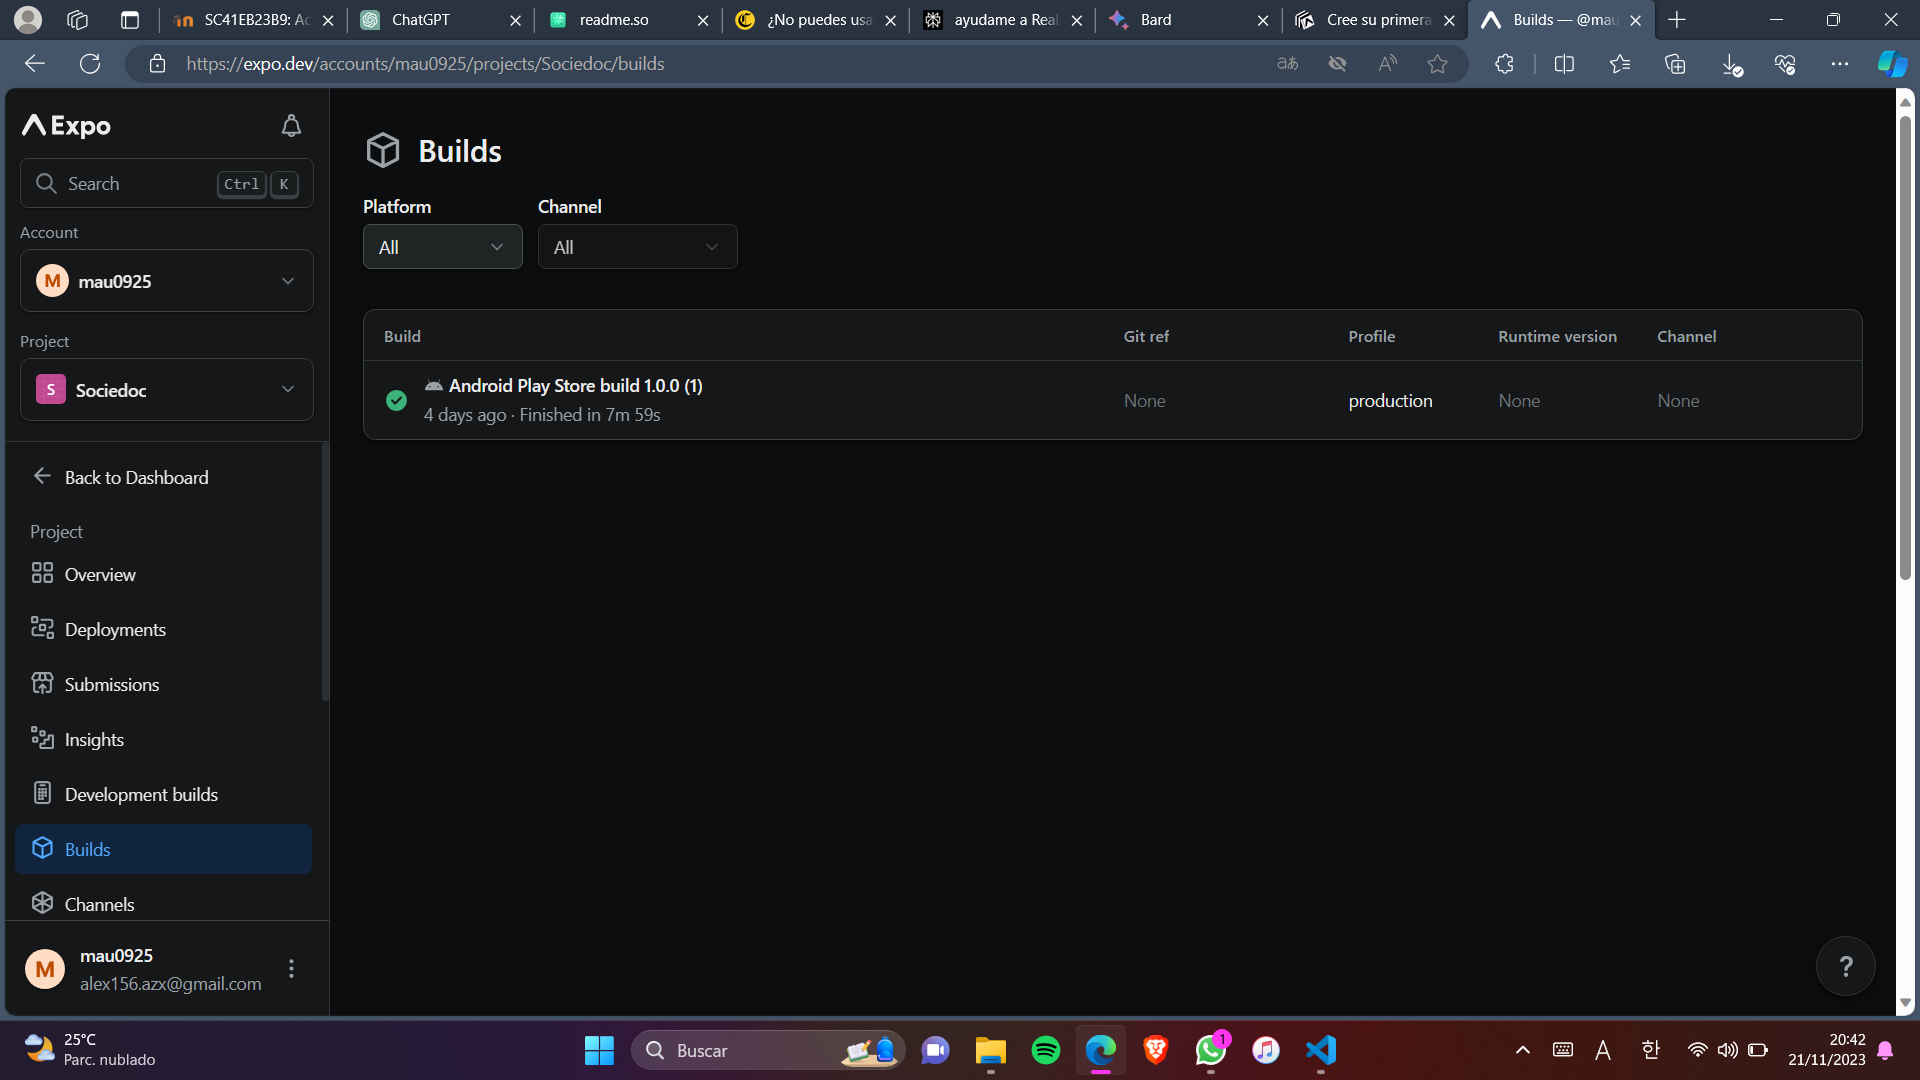 SC41EB23B9: Ac
ChatGPT
readme.so
¿No puedes usa
ayudame a Real
Bard
Cree su primera
Builds — @mau
https://expo.dev/accounts/mau0925/projects/Sociedoc/builds
Expo
Search Ctrl K
Account
M mau0925
Project
S Sociedoc
Back to Dashboard
Project
Overview
Deployments
Submissions
Insights
Development builds
Builds
Channels
M mau0925
alex156.azx@gmail.com
Builds
Platform Channel
All All
Build Git ref Profile Runtime version Channel
Android Play Store build 1.0.0 (1)
4 days ago · Finished in 7m 59s
None production None None
?
25°C
Parc. nublado
Buscar
1
A 한
20:42
21/11/2023